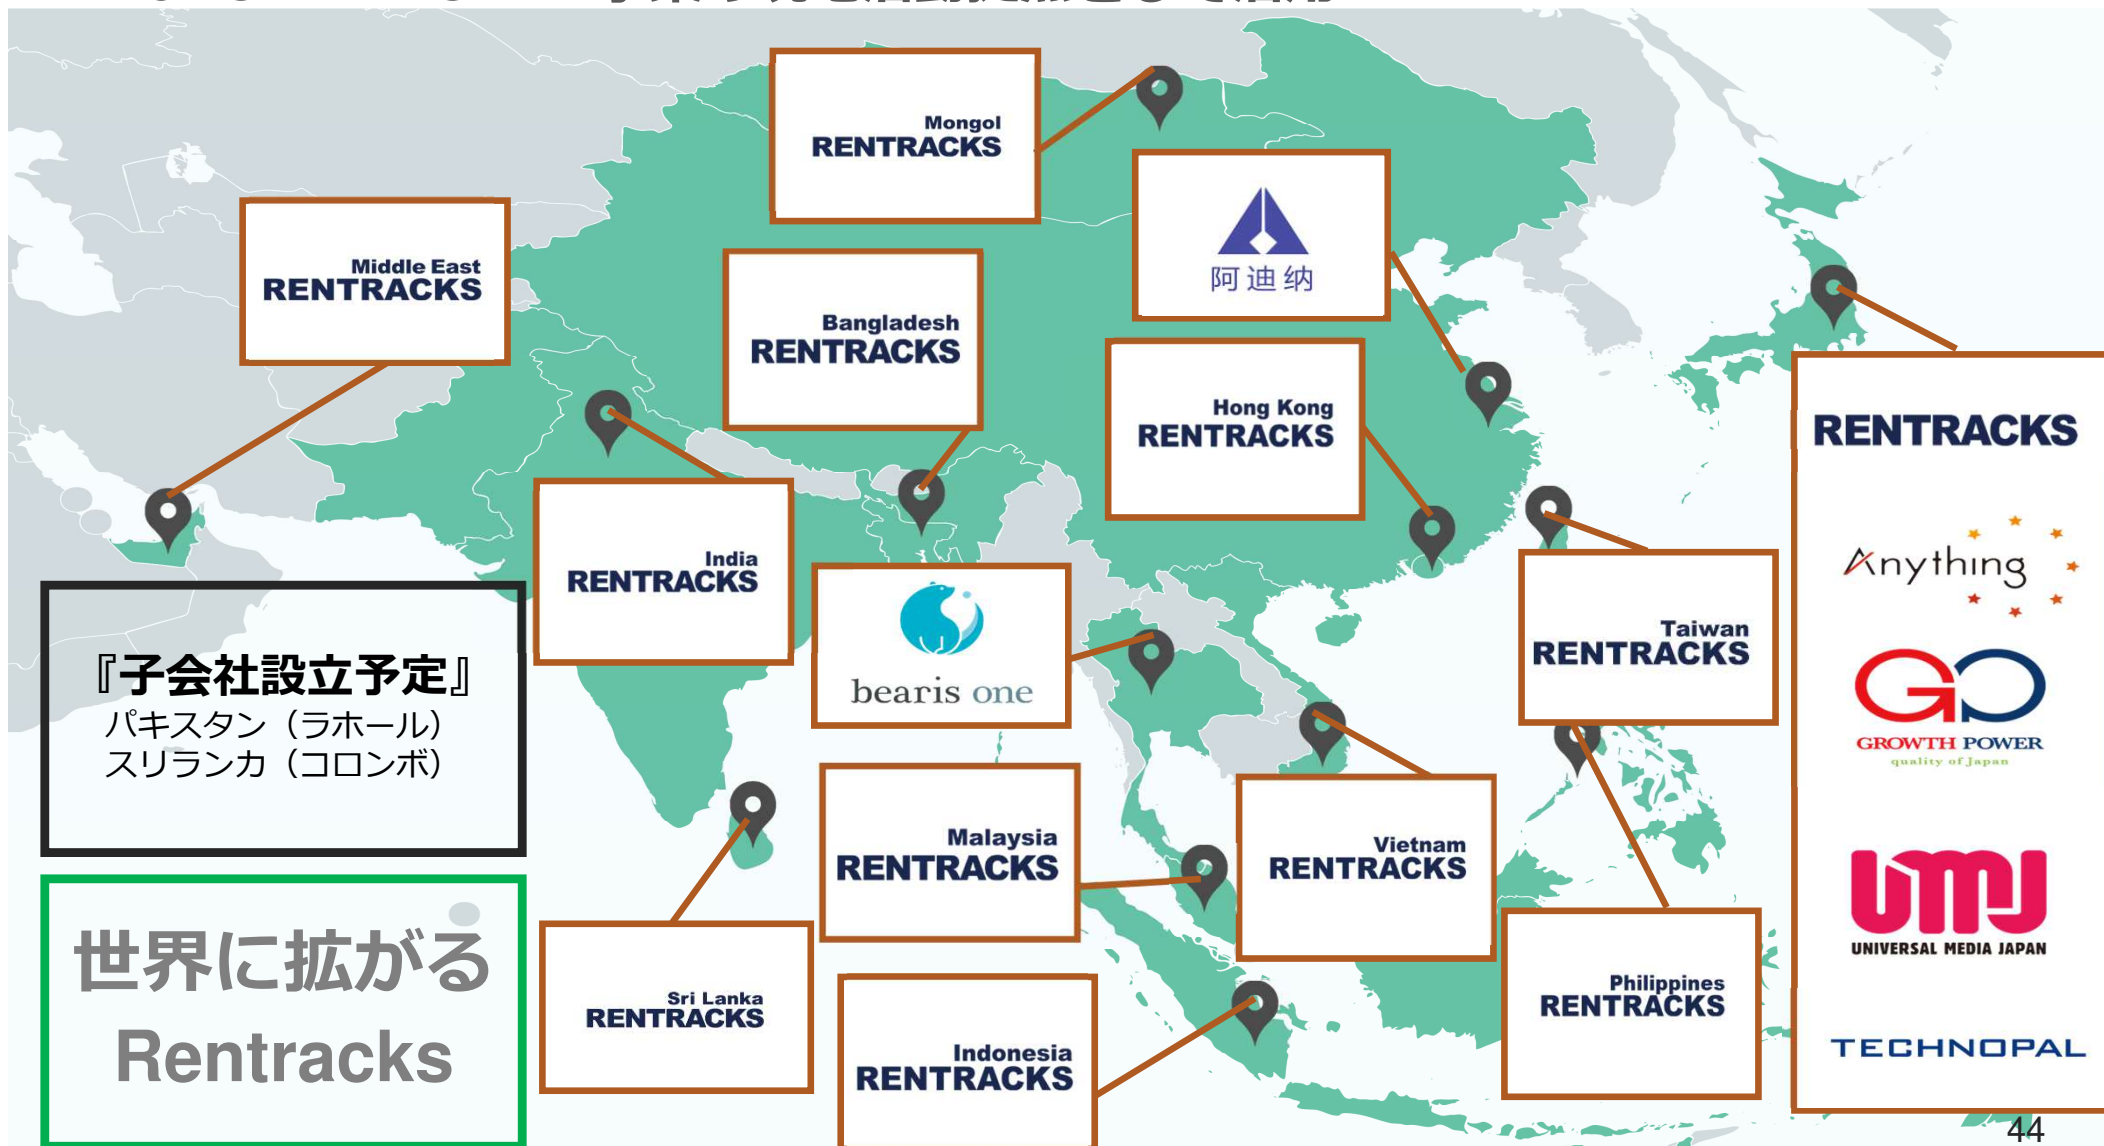 Mongol
RENTRACKS
阿迪纳
Middle East
RENTRACKS
Bangladesh
RENTRACKS
Hong Kong
RENTRACKS
RENTRACKS
Anything
GROWTH POWER
quality of Japan
UMJ
UNIVERSAL MEDIA JAPAN
TECHNOPAL
India
RENTRACKS
bearis one
Taiwan
RENTRACKS
『子会社設立予定』
パキスタン（ラホール）
スリランカ（コロンボ）
Malaysia
RENTRACKS
Vietnam
RENTRACKS
世界に拡がる
Rentracks
Sri Lanka
RENTRACKS
Indonesia
RENTRACKS
Philippines
RENTRACKS
44